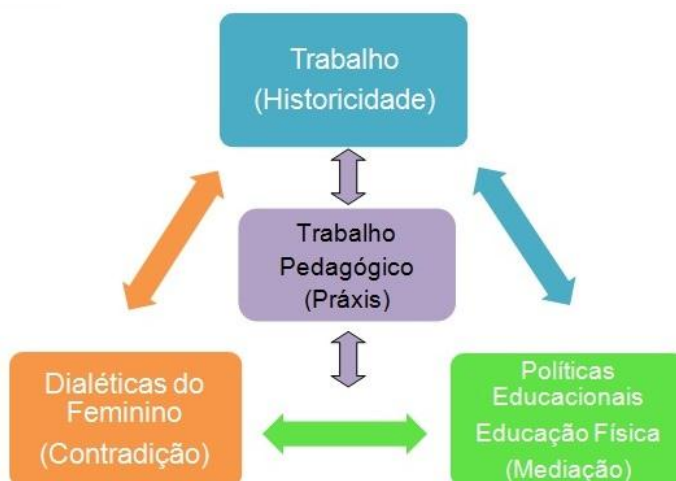 Trabalho
(Historicidade)
Trabalho
Pedagógico
(Práxis)
Dialéticas do
Feminino
(Contradição)
Políticas
Educacionais
Educação Física
(Mediação)